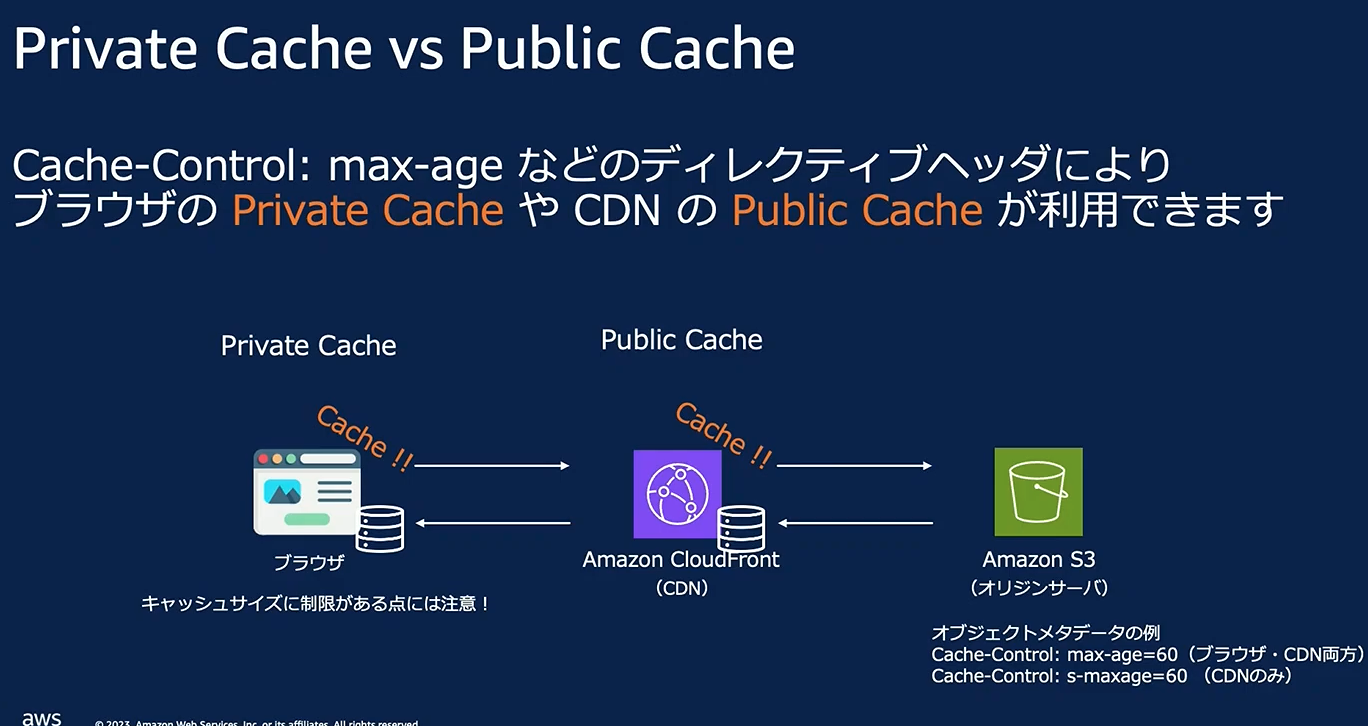 Private Cache vs Public Cache
Cache-Control: max-age などのディレクティブヘッダにより
ブラウザの Private Cache や CDN の Public Cache が利用できます
Private Cache
Public Cache
Cache !!
Cache !!
ブラウザ
キャッシュサイズに制限がある点には注意！
Amazon CloudFront
（CDN）
Amazon S3
（オリジンサーバ）
オブジェクトメタデータの例
Cache-Control: max-age=60（ブラウザ・CDN両方）
Cache-Control: s-maxage=60 （CDNのみ）
aws
© 2023, Amazon Web Services, Inc. or its affiliates. All rights reserved.